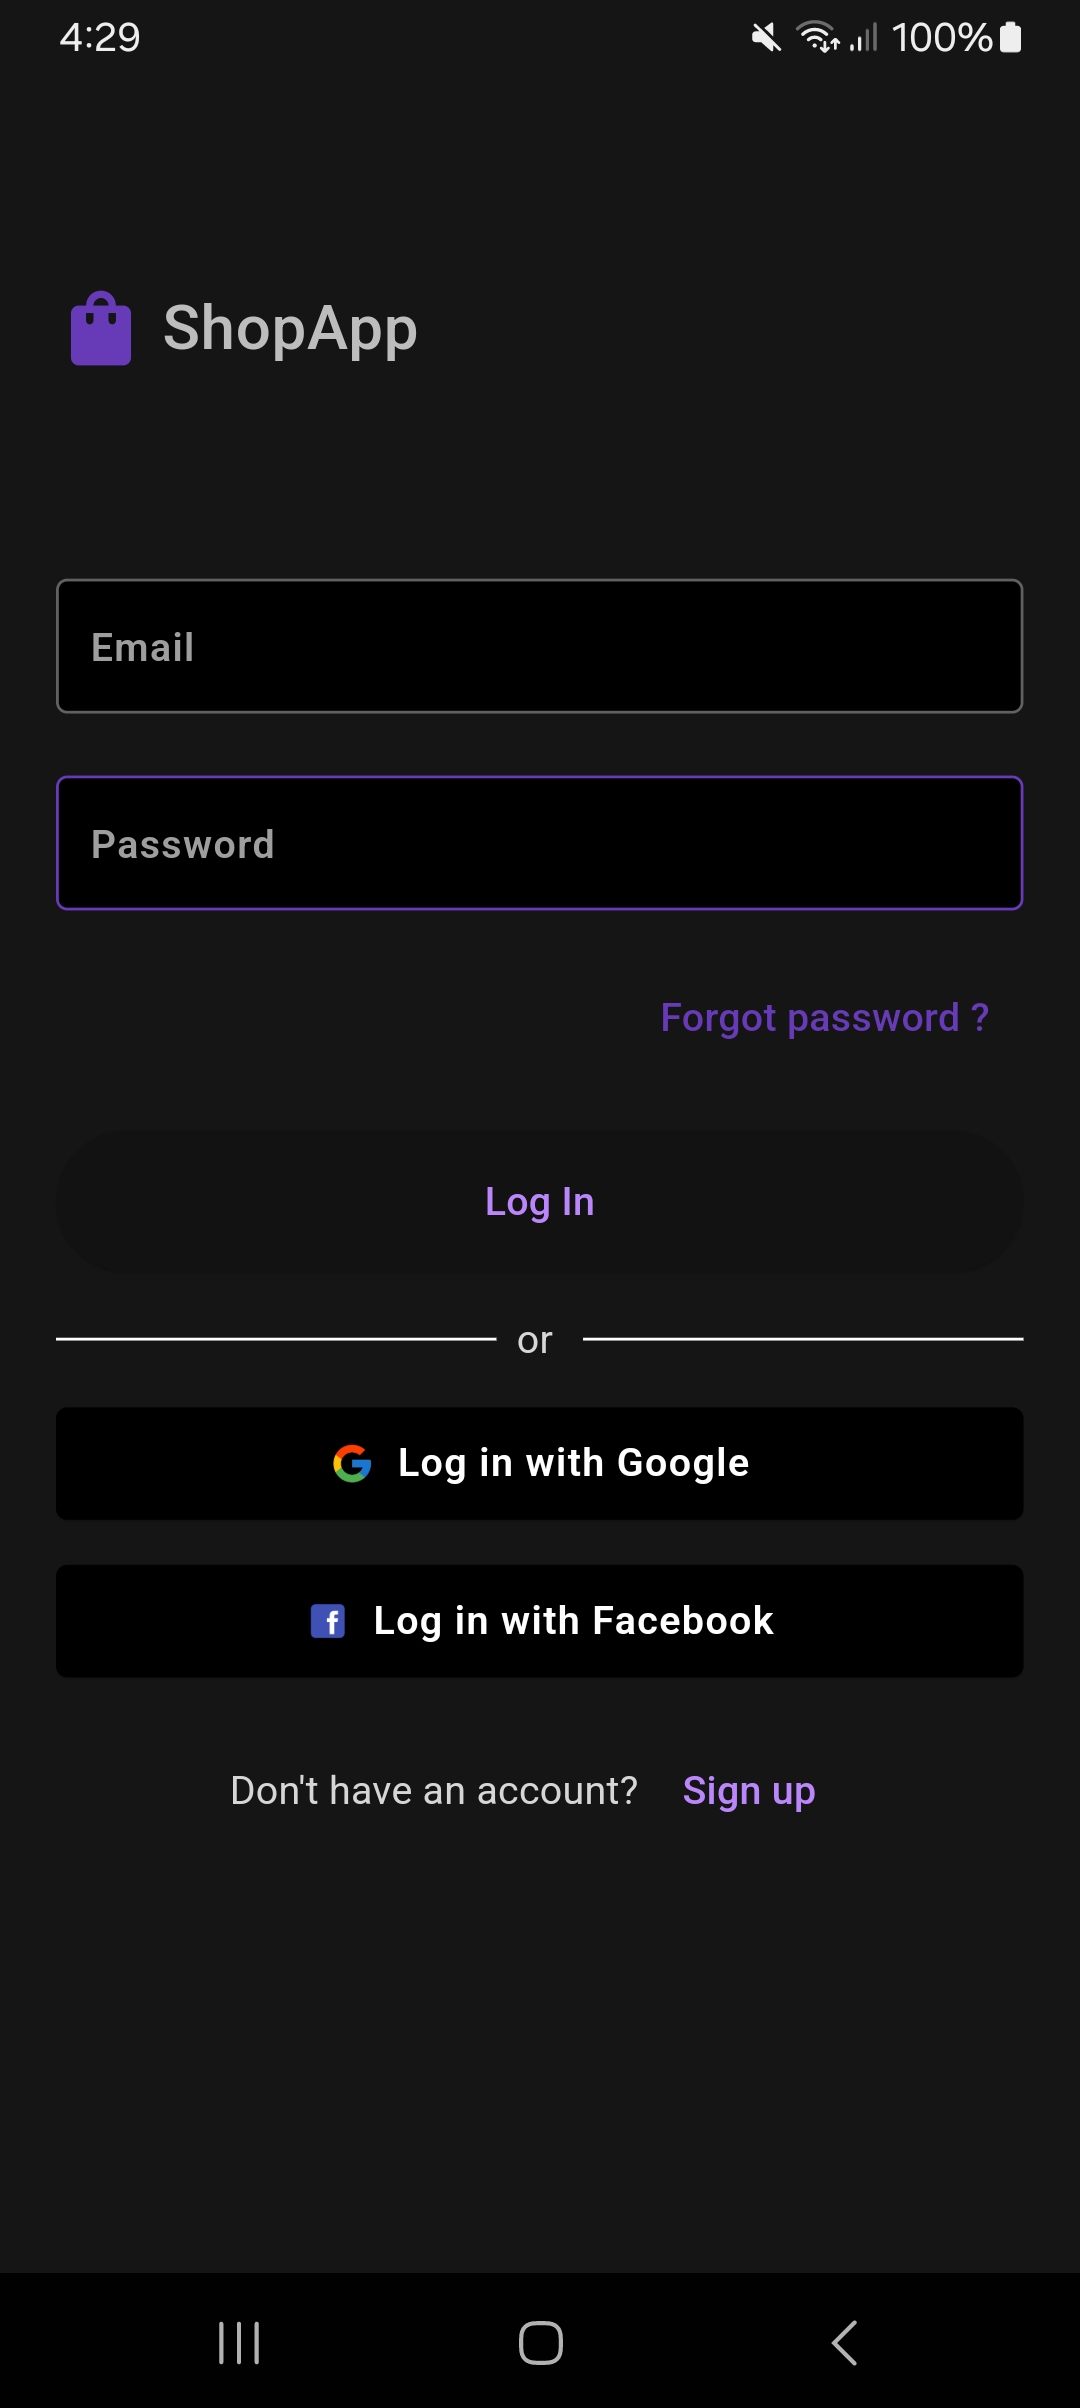 4:29 100%
ShopApp
Email
Password
Forgot password ?
Log In
or
Log in with Google
Log in with Facebook
Don't have an account? Sign up